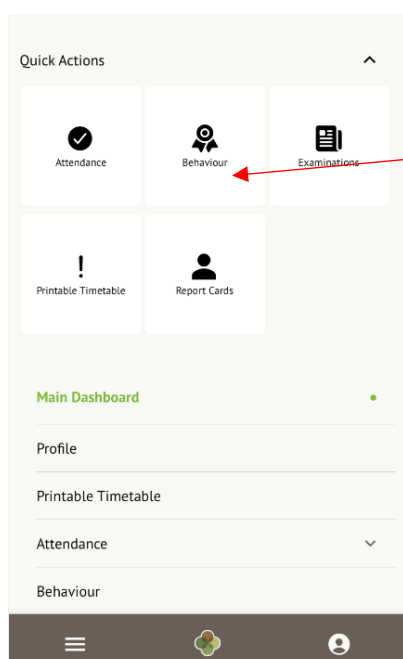 Quick Actions
Attendance
Behaviour
Examinations
Printable Timetable
Report Cards
Main Dashboard
Profile
Printable Timetable
Attendance
Behaviour